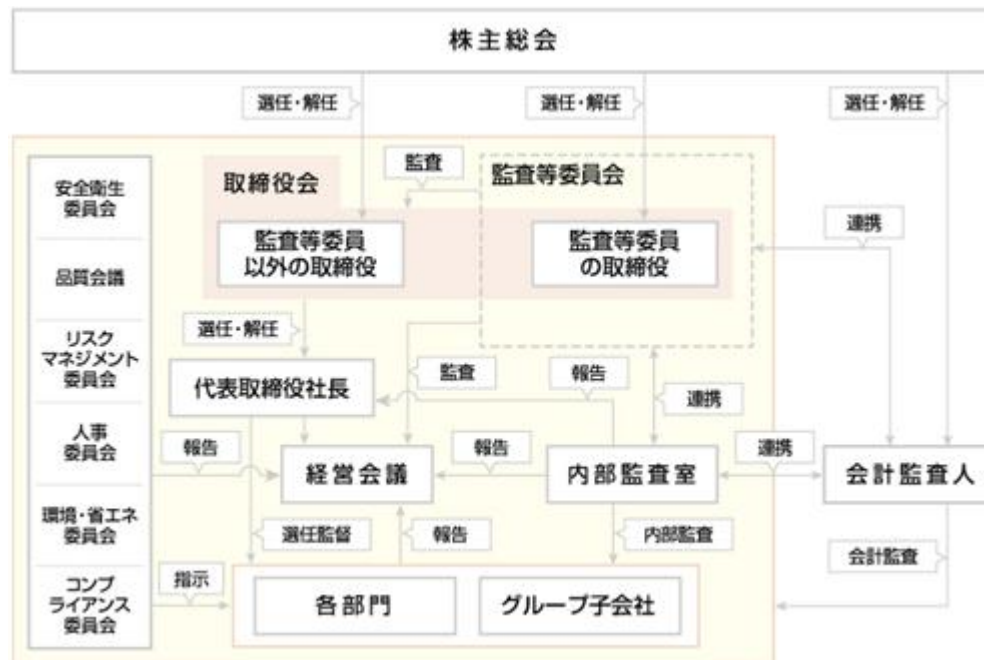 株主総会
選任・解任
選任・解任
選任・解任
安全衛生
委員会
品質会議
リスク
マネジメント
委員会
人事
委員会
環境・省エネ
委員会
コンプ
ライアンス
委員会
取締役会
監査
監査等委員会
監査等委員
以外の取締役
監査等委員
の取締役
連携
選任・解任
代表取締役社長
監査
報告
連携
報告
経営会議
報告
内部監査室
連携
会計監査人
選任監督
報告
内部監査
会計監査
指示
各部門
グループ子会社